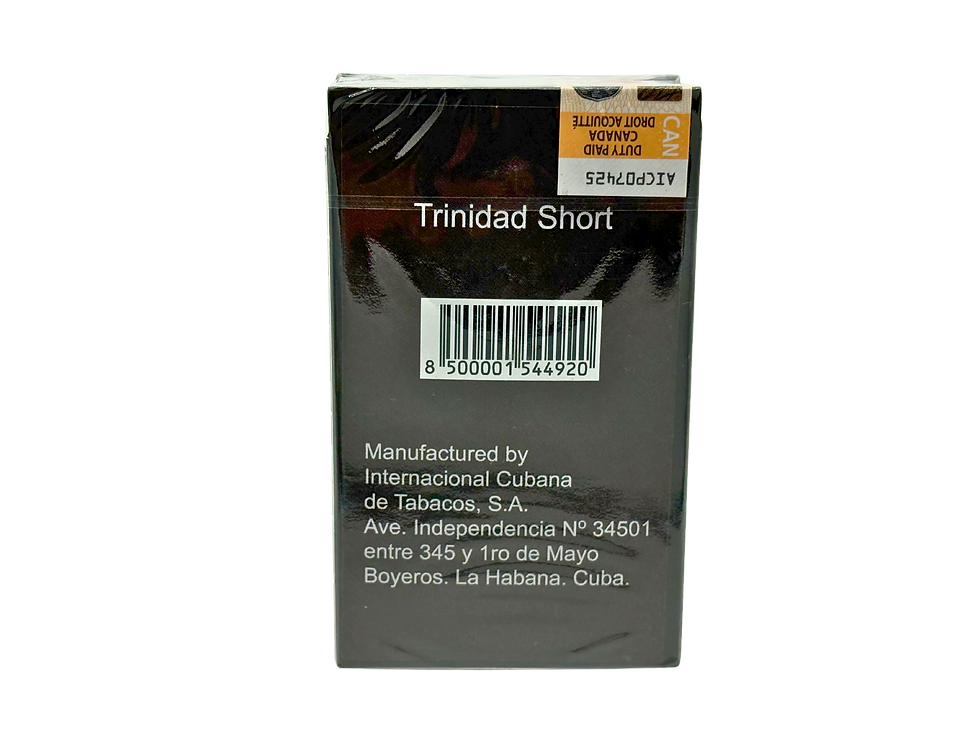 CAN
DUTY PAID
CANADA
DROIT ACQUITTÉ
AICP07425
Trinidad Short
8 500001 544920
Manufactured by
Internacional Cubana
de Tabacos, S.A.
Ave. Independencia Nº 34501
entre 345 y 1ro de Mayo
Boyeros. La Habana. Cuba.